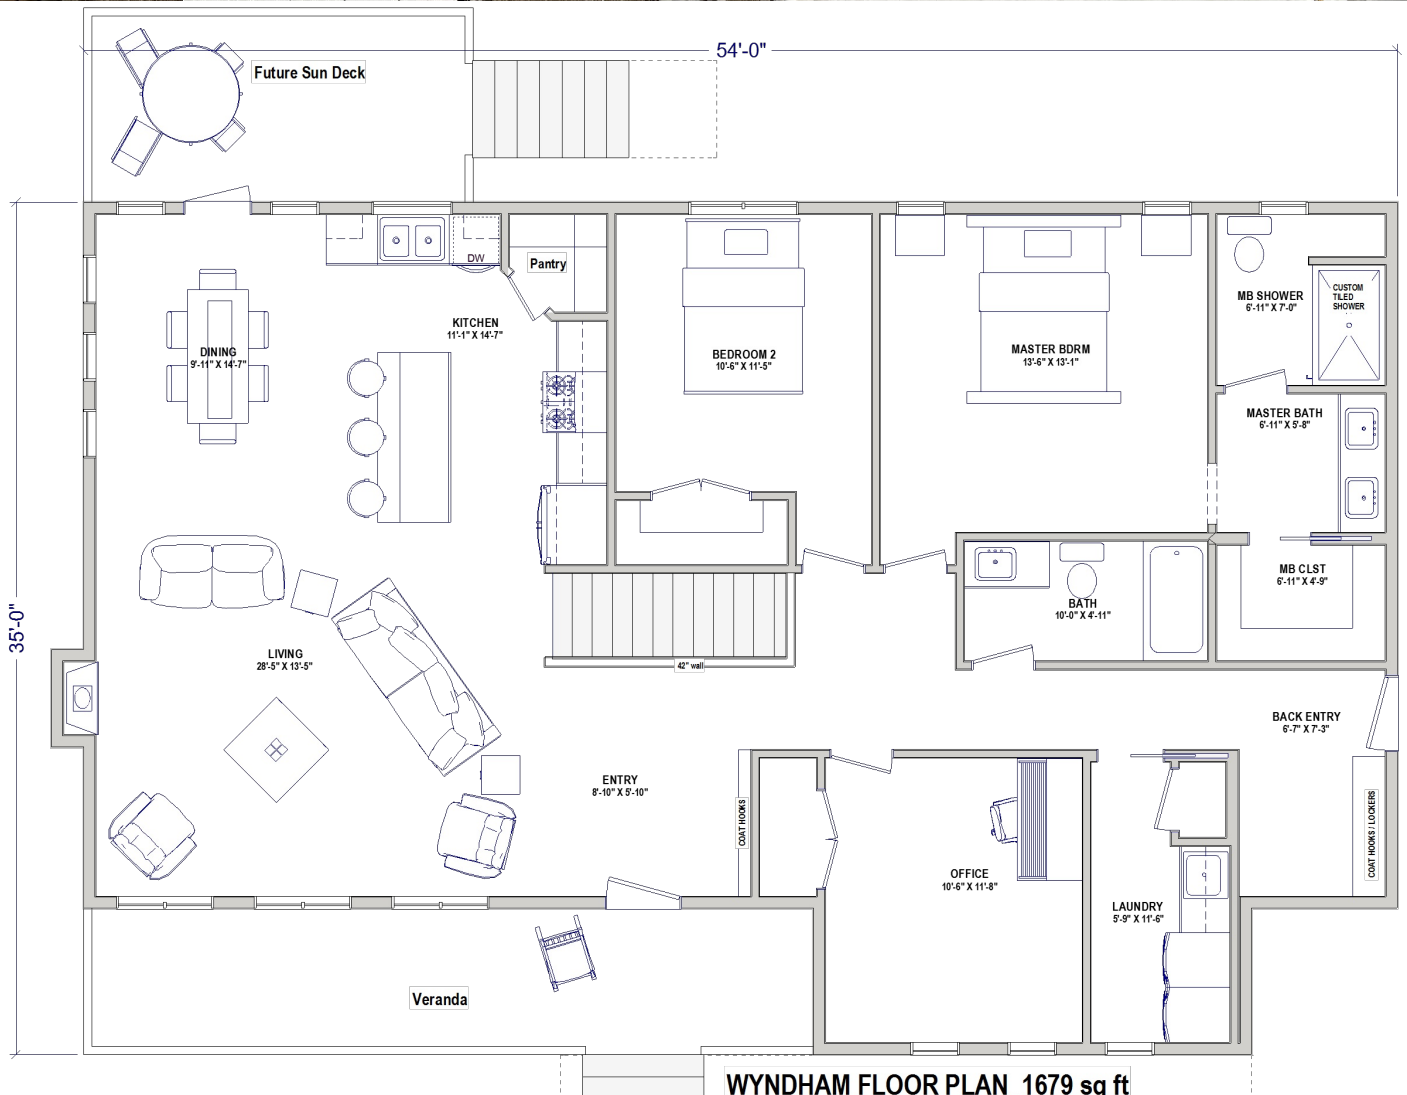 54'-0"
Future Sun Deck
35'-0"
DW
Pantry
KITCHEN
11'-1" X 14'-7"
DINING
9'-11" X 14'-7"
BEDROOM 2
10'-6" X 11'-5"
MASTER BDRM
13'-6" X 13'-1"
MB SHOWER
6'-11" X 7'-0"
CUSTOM
TILED
SHOWER
MASTER BATH
6'-11" X 5'-8"
MB CLST
6'-11" X 4'-9"
BATH
10'-0" X 4'-11"
LIVING
28'-5" X 13'-5"
42" wall
BACK ENTRY
6'-7" X 7'-3"
ENTRY
8'-10" X 5'-10"
COAT HOOKS
COAT HOOKS / LOCKERS
OFFICE
10'-6" X 11'-8"
LAUNDRY
5'-9" X 11'-6"
Veranda
WYNDHAM FLOOR PLAN 1679 sq ft